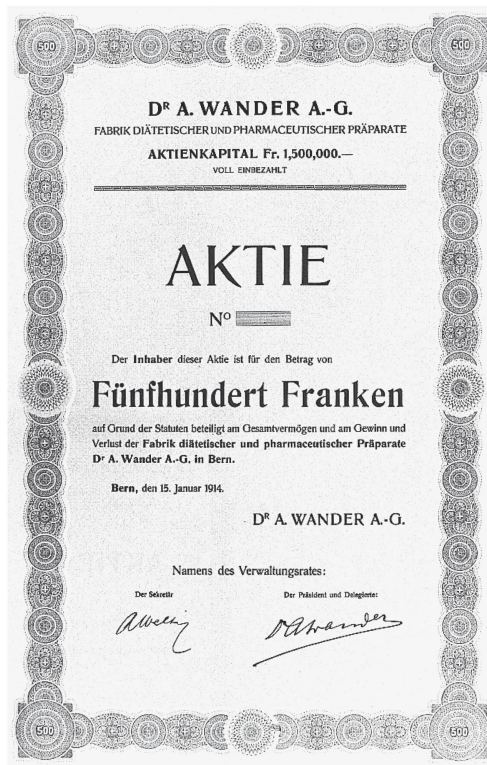 500 500
DR A. WANDER A.-G.
FABRIK DIÄTETISCHER UND PHARMACEUTISCHER PRÄPARATE
AKTIENKAPITAL Fr. 1,500,000.—
VOLL EINBEZAHLT
AKTIE
No
Der Inhaber dieser Aktie ist für den Betrag von
Fünfhundert Franken
auf Grund der Statuten beteiligt am Gesamtvermögen und am Gewinn und
Verlust der Fabrik diätetischer und pharmaceutischer Präparate
Dr A. Wander A.-G. in Bern.
Bern, den 15. Januar 1914.
DR A. WANDER A.-G.
Namens des Verwaltungsrates:
Der Sekretär Der Präsident und Delegierte:
Dr A Wander
500 500